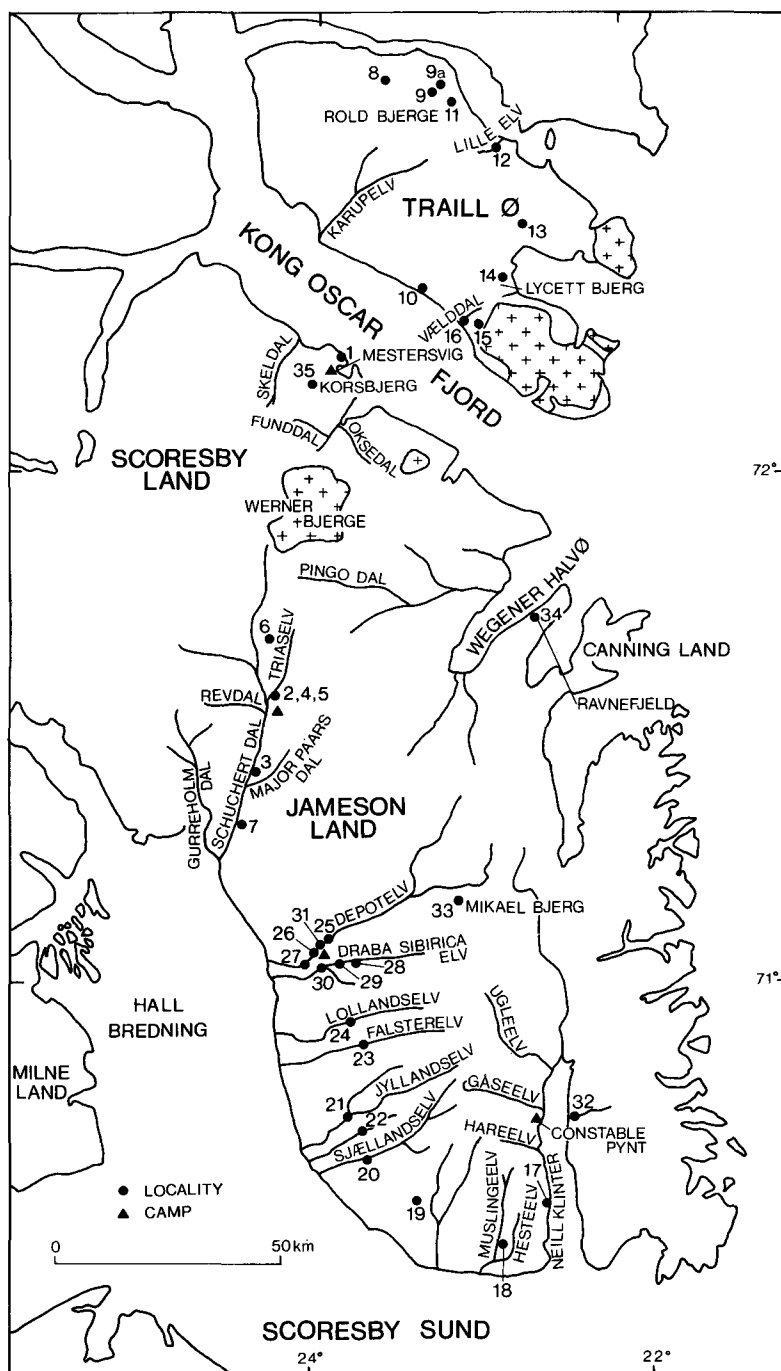 8
9a
9
11
ROLD BJERGE
LILLE ELV
12
KARUPELV
TRAILL Ø
13
KONG OSCAR
FJORD
14
LYCETT BJERG
10
VÆLDDAL
16
15
1
MESTERSVIG
35
KORSBJERG
SKELDAL
FUNDDAL
OKSEDAL
SCORESBY
LAND
72°
WERNER
BJERGE
PINGO DAL
WEGENER HALVØ
34
CANNING LAND
RAVNEFJELD
6
TRIASELV
REVDAL
2,4,5
SCHUCHERT DAL
3
MAJOR PAARS
DAL
GURREHOLM
DAL
7
JAMESON
LAND
DEPOTELV
33
MIKAEL BJERG
31
25
26
27
DRABA SIBIRICA
ELV
28
29
30
71°
HALL
BREDNING
LOLLANDSELV
24
FALSTERELV
23
UGLEELV
MILNE
LAND
JYLLANDSELV
21
22
SJÆLLANDSELV
20
GÅSEELV
32
CONSTABLE
PYNT
HAREELV
17
NEILL KLINTER
19
MUSLINGEELV
HESTEELV
18
LOCALITY
CAMP
0
50 km
SCORESBY SUND
24°
22°